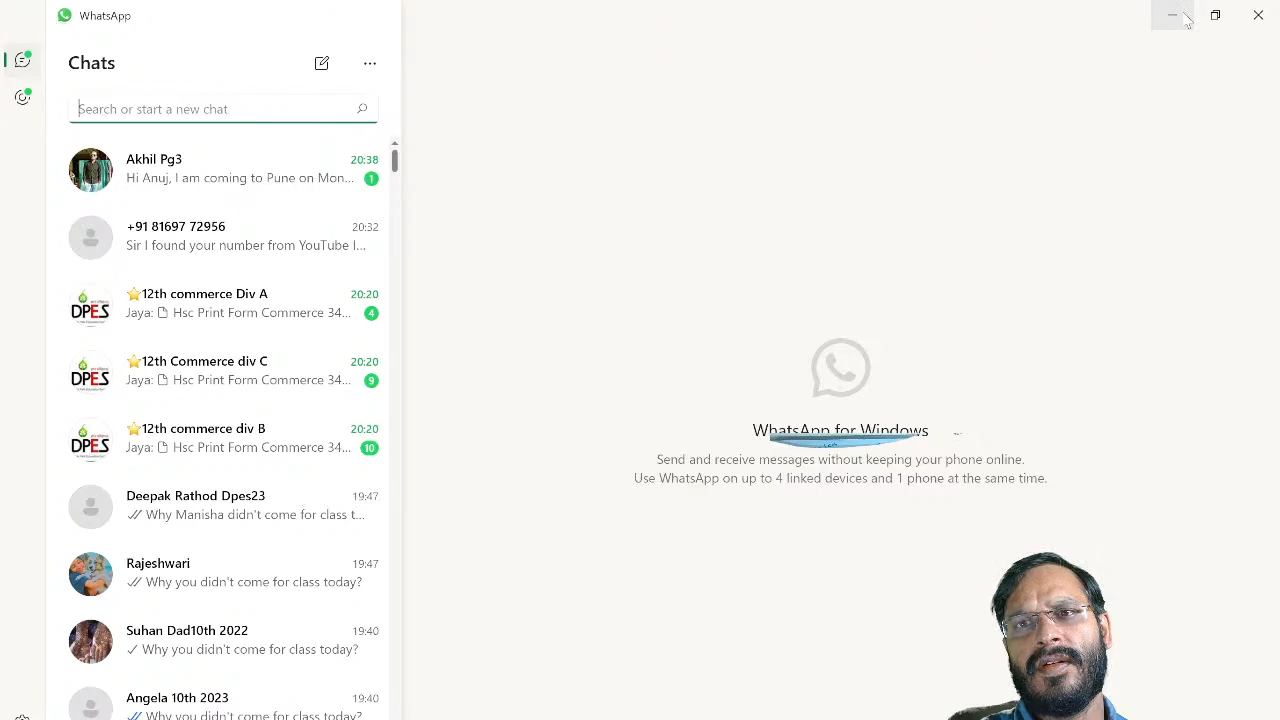 WhatsApp
Chats
Search or start a new chat
Akhil Pg3
20:38
Hi Anuj, I am coming to Pune on Mon...
1
+91 81697 72956
20:32
Sir I found your number from YouTube I...
⭐12th commerce Div A
20:20
Jaya: Hsc Print Form Commerce 34...
4
DPES
⭐12th Commerce div C
20:20
Jaya: Hsc Print Form Commerce 34...
9
DPES
⭐12th commerce div B
20:20
Jaya: Hsc Print Form Commerce 34...
10
DPES
Deepak Rathod Dpes23
19:47
Why Manisha didn't come for class t...
Rajeshwari
19:47
Why you didn't come for class today?
Suhan Dad10th 2022
19:40
Why you didn't come for class today?
Angela 10th 2023
19:40
Why you didn't come for class today?
WhatsApp for Windows
Send and receive messages without keeping your phone online.
Use WhatsApp on up to 4 linked devices and 1 phone at the same time.